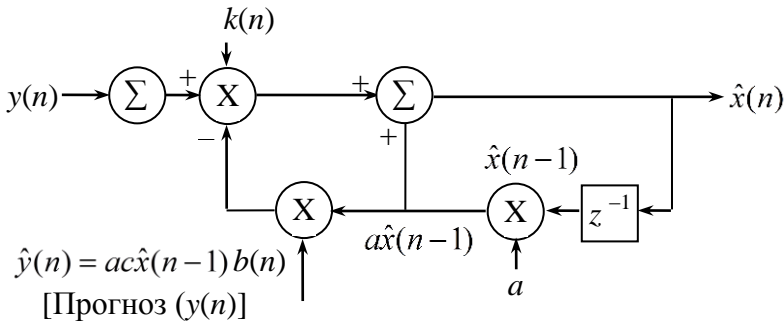 k(n)
y(n) Σ + X + Σ x̂(n)
− +
x̂(n−1)
X X z⁻¹
ax̂(n−1)
ŷ(n) = acx̂(n−1) b(n)
a
[Прогноз (y(n)]